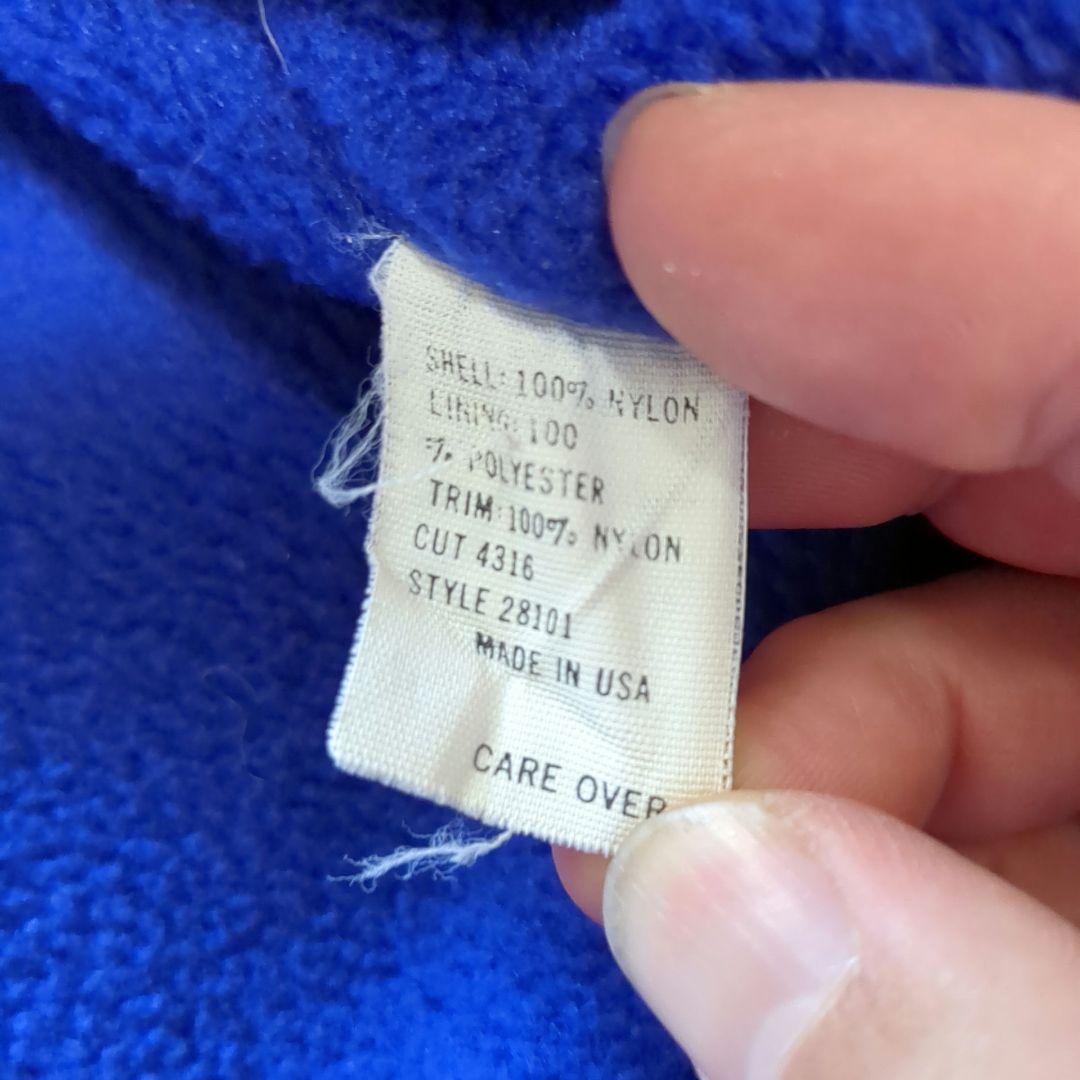 SHELL: 100% NYLON
LINING: 100
% POLYESTER
TRIM: 100% NYLON
CUT 4316
STYLE 28101
MADE IN USA
CARE OVER